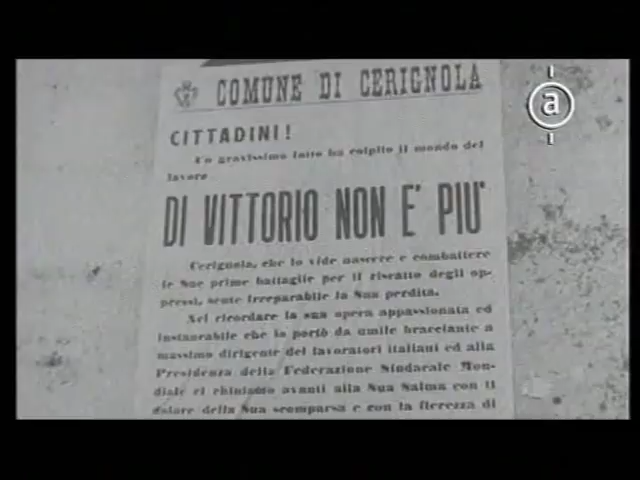 COMUNE DI CERIGNOLA
a
CITTADINI!
Un gravissimo lutto ha colpito il mondo del
lavoro
DI VITTORIO NON E' PIU'
Cerignola, che lo vide nascere e combattere
le Sue prime battaglie per il riscatto degli op-
pressi, sente irreparabile la Sua perdita.
Nel ricordare la sua opera appassionata ed
instancabile che lo portò da umile bracciante a
massimo dirigente dei lavoratori italiani ed alla
Presidenza della Federazione Sindacale Mon-
diale ci chiniamo avanti alla Sua Salma con il
dolore della Sua scomparsa e con la fierezza di